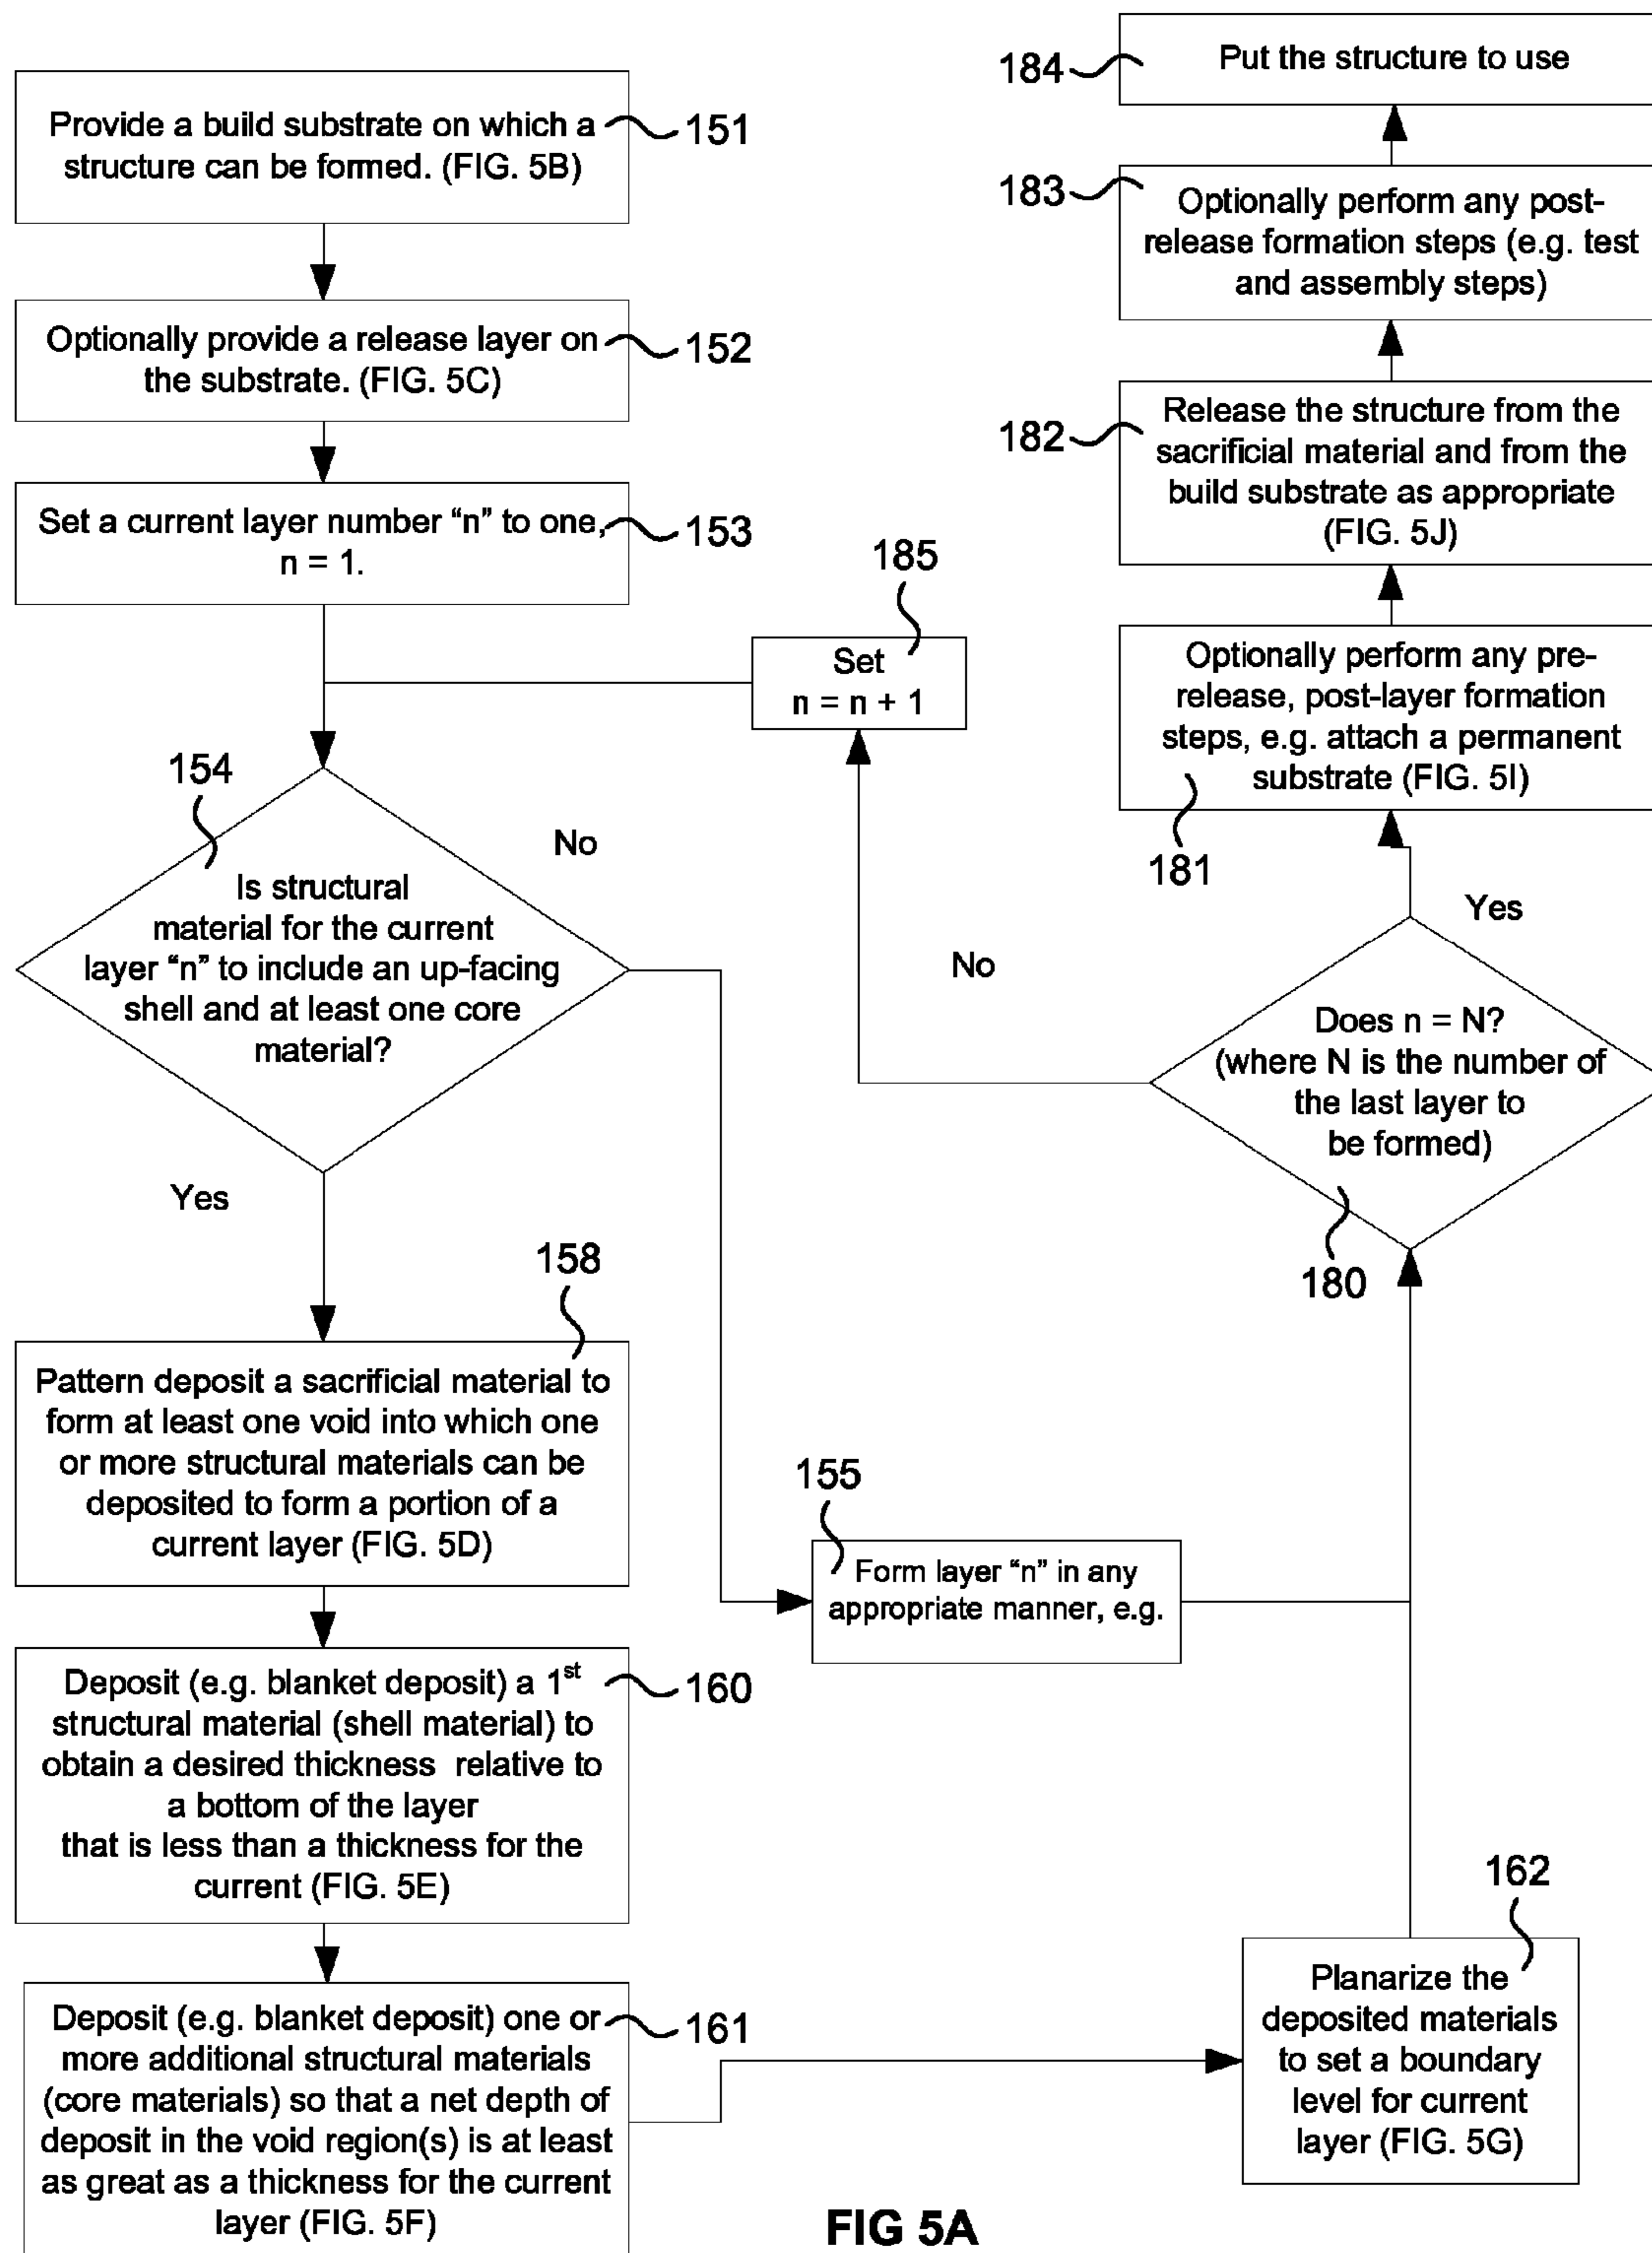 Provide a build substrate on which a
structure can be formed. (FIG. 5B)
151
Optionally provide a release layer on
the substrate. (FIG. 5C)
152
Set a current layer number “n” to one,
n = 1.
153
185
Set
n = n + 1
154
No
Is structural
material for the current
layer “n” to include an up-facing
shell and at least one core
material?
Yes
158
Pattern deposit a sacrificial material to
form at least one void into which one
or more structural materials can be
deposited to form a portion of a
current layer (FIG. 5D)
155
Form layer “n” in any
appropriate manner, e.g.
Deposit (e.g. blanket deposit) a 1st
structural material (shell material) to
obtain a desired thickness relative to
a bottom of the layer
that is less than a thickness for the
current (FIG. 5E)
160
Deposit (e.g. blanket deposit) one or
more additional structural materials
(core materials) so that a net depth of
deposit in the void region(s) is at least
as great as a thickness for the current
layer (FIG. 5F)
161
162
Planarize the
deposited materials
to set a boundary
level for current
layer (FIG. 5G)
180
Does n = N?
(where N is the number of
the last layer to
be formed)
No
Yes
181
Optionally perform any pre-
release, post-layer formation
steps, e.g. attach a permanent
substrate (FIG. 5I)
182
Release the structure from the
sacrificial material and from the
build substrate as appropriate
(FIG. 5J)
183
Optionally perform any post-
release formation steps (e.g. test
and assembly steps)
184
Put the structure to use
FIG 5A